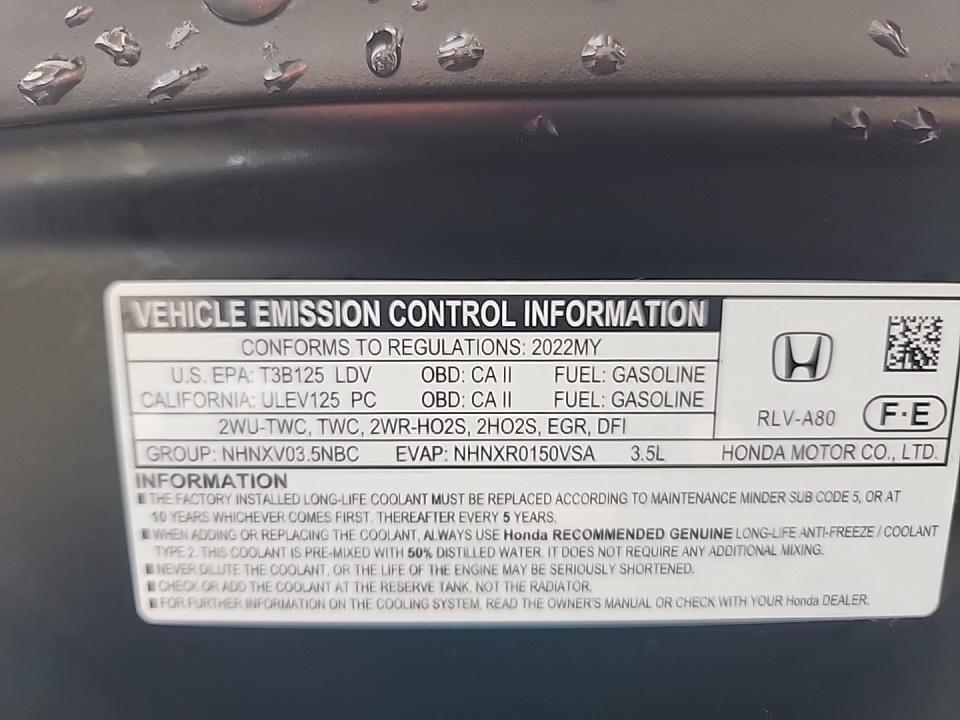 VEHICLE EMISSION CONTROL INFORMATION
CONFORMS TO REGULATIONS: 2022MY
U.S. EPA: T3B125 LDV OBD: CA II FUEL: GASOLINE
CALIFORNIA: ULEV125 PC OBD: CA II FUEL: GASOLINE
2WU-TWC, TWC, 2WR-HO2S, 2HO2S, EGR, DFI
RLV-A80 F·E
GROUP: NHNXV03.5NBC EVAP: NHNXR0150VSA 3.5L HONDA MOTOR CO., LTD.
INFORMATION
■ THE FACTORY INSTALLED LONG-LIFE COOLANT MUST BE REPLACED ACCORDING TO MAINTENANCE MINDER SUB CODE 5, OR AT
10 YEARS WHICHEVER COMES FIRST. THEREAFTER EVERY 5 YEARS.
■ WHEN ADDING OR REPLACING THE COOLANT, ALWAYS USE Honda RECOMMENDED GENUINE LONG-LIFE ANTI-FREEZE / COOLANT
TYPE 2. THIS COOLANT IS PRE-MIXED WITH 50% DISTILLED WATER. IT DOES NOT REQUIRE ANY ADDITIONAL MIXING.
■ NEVER DILUTE THE COOLANT, OR THE LIFE OF THE ENGINE MAY BE SERIOUSLY SHORTENED.
■ CHECK OR ADD THE COOLANT AT THE RESERVE TANK, NOT THE RADIATOR.
■ FOR FURTHER INFORMATION ON THE COOLING SYSTEM, READ THE OWNER'S MANUAL OR CHECK WITH YOUR Honda DEALER.